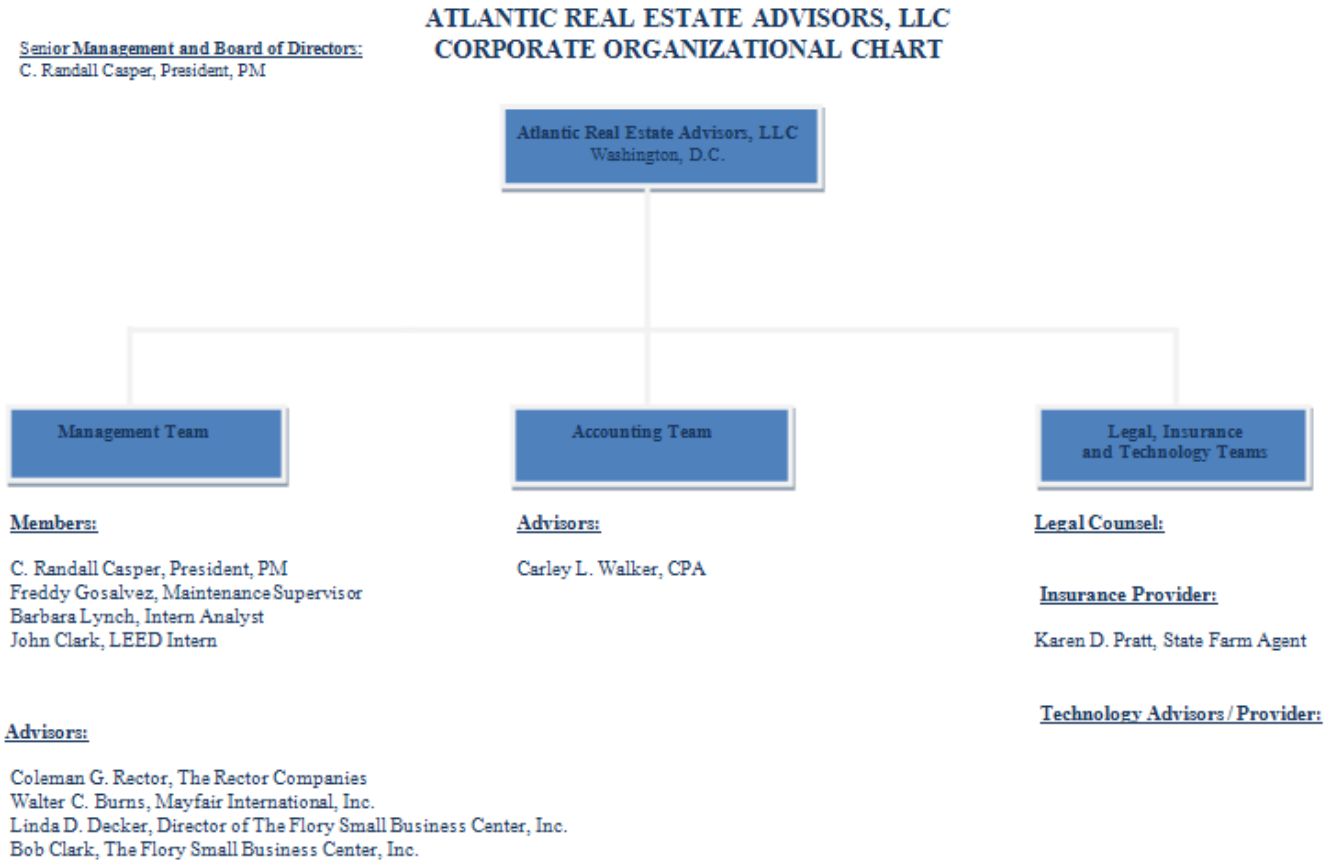 ATLANTIC REAL ESTATE ADVISORS, LLC
CORPORATE ORGANIZATIONAL CHART
Senior Management and Board of Directors:
C. Randall Casper, President, PM
Atlantic Real Estate Advisors, LLC
Washington, D.C.
Management Team
Members:
C. Randall Casper, President, PM
Freddy Gosalvez, Maintenance Supervisor
Barbara Lynch, Intern Analyst
John Clark, LEED Intern
Advisors:
Coleman G. Rector, The Rector Companies
Walter C. Burns, Mayfair International, Inc.
Linda D. Decker, Director of The Flory Small Business Center, Inc.
Bob Clark, The Flory Small Business Center, Inc.
Accounting Team
Advisors:
Carley L. Walker, CPA
Legal, Insurance
and Technology Teams
Legal Counsel:
Insurance Provider:
Karen D. Pratt, State Farm Agent
Technology Advisors / Provider: